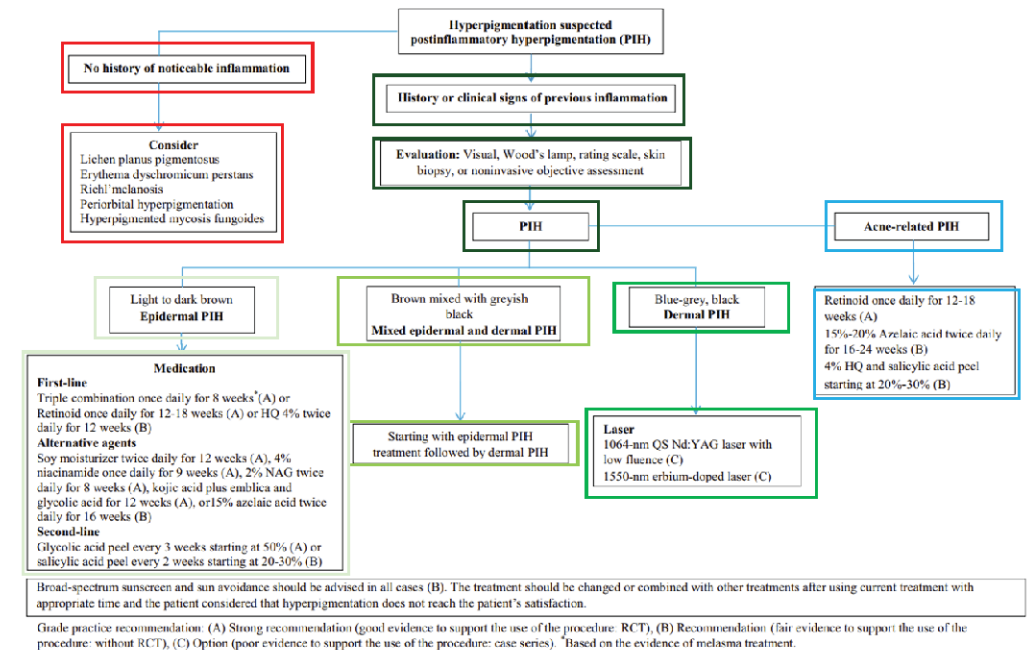 Hyperpigmentation suspected
postinflammatory hyperpigmentation (PIH)
No history of noticeable inflammation
History or clinical signs of previous inflammation
Consider
Lichen planus pigmentosus
Erythema dyschromicum perstans
Riehl'melanosis
Periorbital hyperpigmentation
Hyperpigmented mycosis fungoides
Evaluation: Visual, Wood's lamp, rating scale, skin
biopsy, or noninvasive objective assessment
PIH
Acne-related PIH
Light to dark brown
Epidermal PIH
Brown mixed with greyish
black
Mixed epidermal and dermal PIH
Blue-grey, black
Dermal PIH
Retinoid once daily for 12-18
weeks (A)
15%-20% Azelaic acid twice daily
for 16-24 weeks (B)
4% HQ and salicylic acid peel
starting at 20%-30% (B)
Medication
First-line
Triple combination once daily for 8 weeks*(A) or
Retinoid once daily for 12-18 weeks (A) or HQ 4% twice
daily for 12 weeks (B)
Alternative agents
Soy moisturizer twice daily for 12 weeks (A), 4%
niacinamide once daily for 9 weeks (A), 2% NAG twice
daily for 8 weeks (A), kojic acid plus emblica and
glycolic acid for 12 weeks (A), or15% azelaic acid twice
daily for 16 weeks (B)
Second-line
Glycolic acid peel every 3 weeks starting at 50% (A) or
salicylic acid peel every 2 weeks starting at 20-30% (B)
Starting with epidermal PIH
treatment followed by dermal PIH
Laser
1064-nm QS Nd:YAG laser with
low fluence (C)
1550-nm erbium-doped laser (C)
Broad-spectrum sunscreen and sun avoidance should be advised in all cases (B). The treatment should be changed or combined with other treatments after using current treatment with
appropriate time and the patient considered that hyperpigmentation does not reach the patient's satisfaction.
Grade practice recommendation: (A) Strong recommendation (good evidence to support the use of the procedure: RCT), (B) Recommendation (fair evidence to support the use of the
procedure: without RCT), (C) Option (poor evidence to support the use of the procedure: case series). *Based on the evidence of melasma treatment.